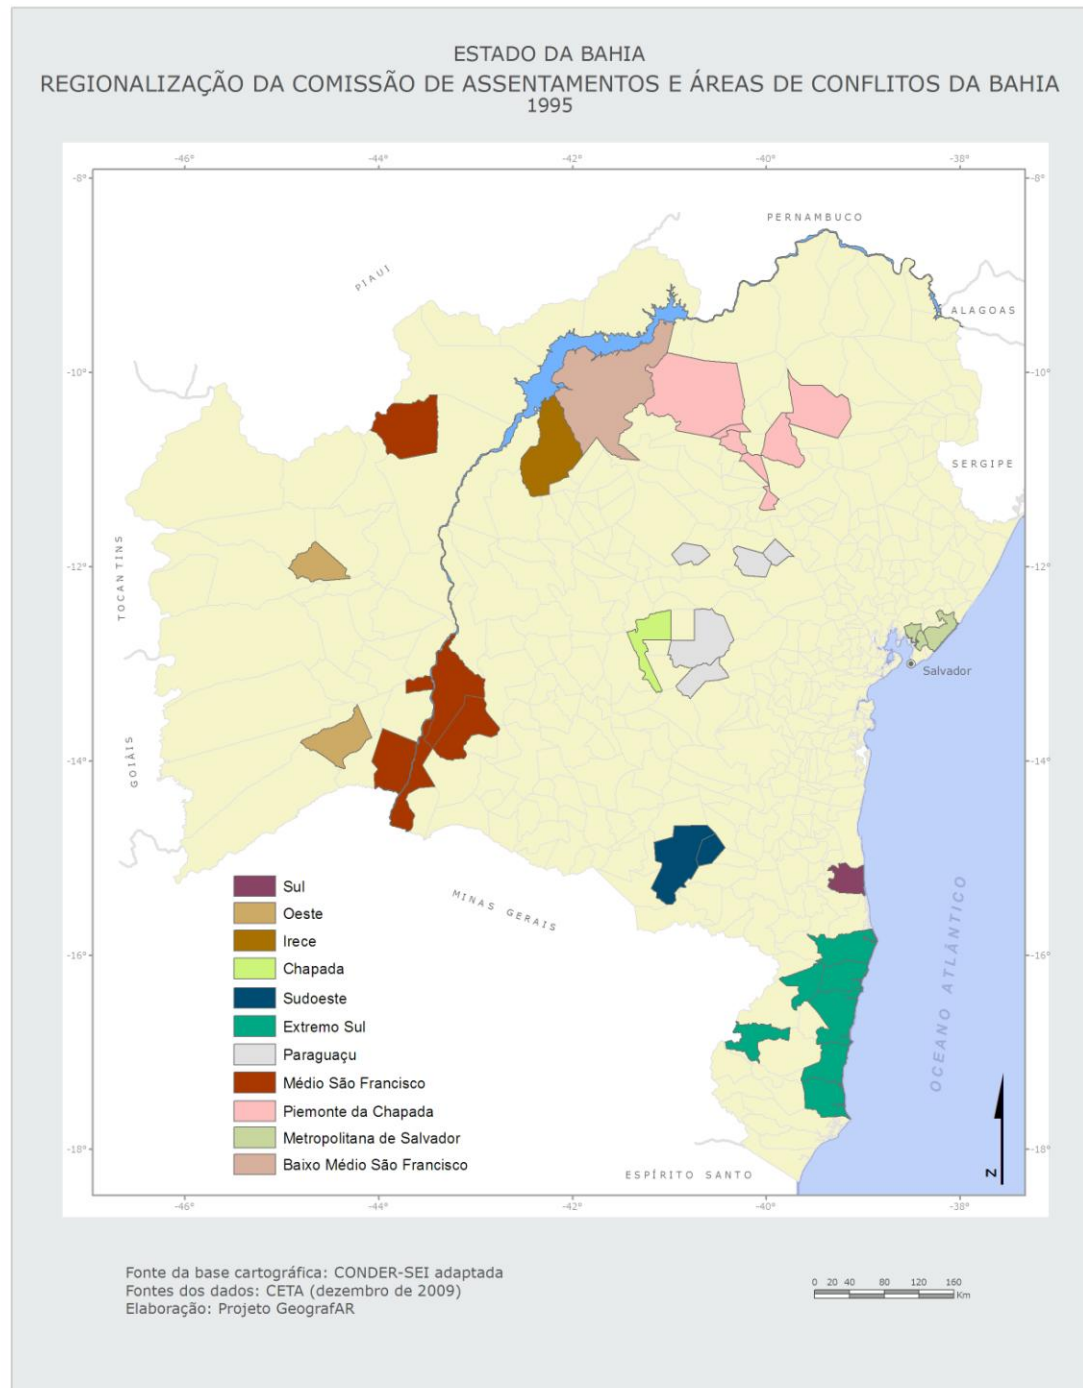 ESTADO DA BAHIA
REGIONALIZAÇÃO DA COMISSÃO DE ASSENTAMENTOS E ÁREAS DE CONFLITOS DA BAHIA
1995
-46° -44° -42° -40° -38°
-8° -8°
PERNAMBUCO
PIAUI
ALAGOAS
-10° -10°
SERGIPE
TOCANTINS
-12° -12°
Salvador
GOIÁIS
-14° -14°
MINAS GERAIS
OCEANO ATLÂNTICO
Sul
Oeste
Irece
-16° -16°
Chapada
Sudoeste
Extremo Sul
Paraguaçu
Médio São Francisco
Piemonte da Chapada
Metropolitana de Salvador
-18° -18°
Baixo Médio São Francisco
ESPÍRITO SANTO
N
-46° -44° -42° -40° -38°
Fonte da base cartográfica: CONDER-SEI adaptada
Fontes dos dados: CETA (dezembro de 2009)
Elaboração: Projeto GeografAR
0 20 40 80 120 160
Km